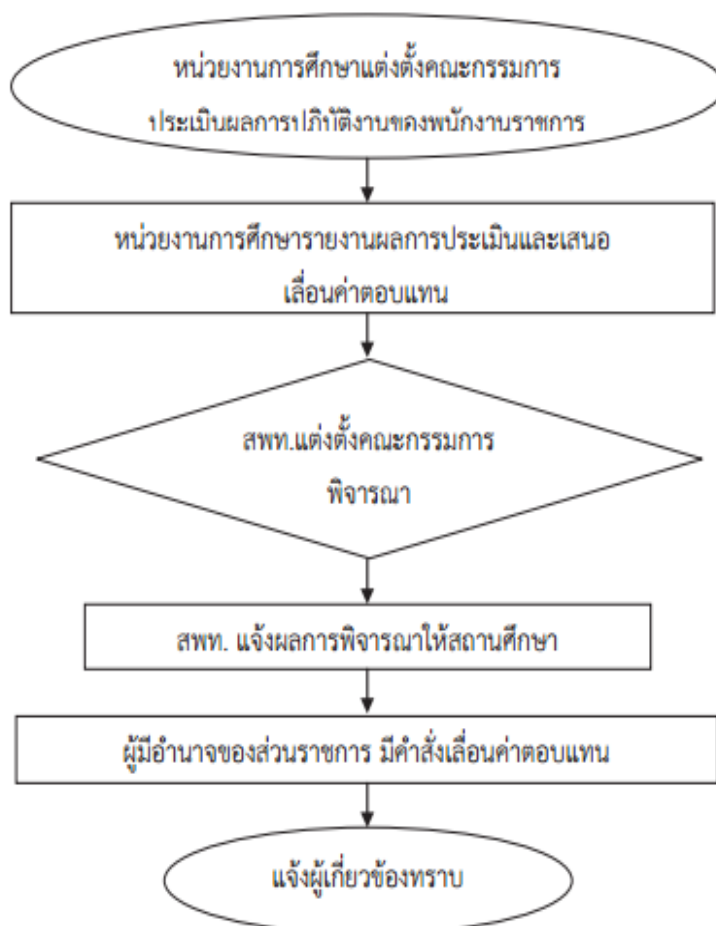 หน่วยงานการศึกษาแต่งตั้งคณะกรรมการ
ประเมินผลการปฏิบัติงานของพนักงานราชการ
หน่วยงานการศึกษารายงานผลการประเมินและเสนอ
เลื่อนค่าตอบแทน
สพท.แต่งตั้งคณะกรรมการ
พิจารณา
สพท. แจ้งผลการพิจารณาให้สถานศึกษา
ผู้มีอำนาจของส่วนราชการ มีคำสั่งเลื่อนค่าตอบแทน
แจ้งผู้เกี่ยวข้องทราบ